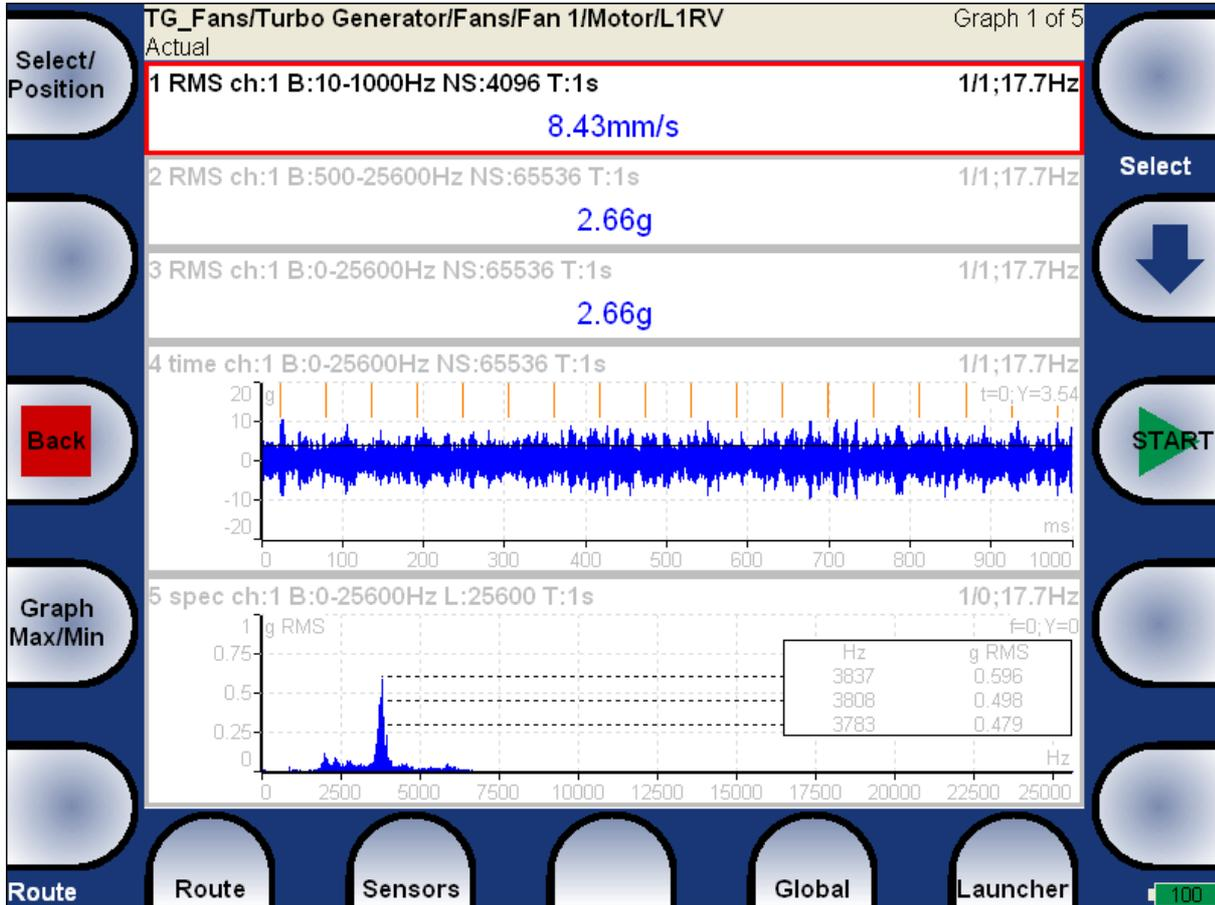 TG_Fans/Turbo Generator/Fans/Fan 1/Motor/L1RV Graph 1 of 5
Actual
Select/
Position
1 RMS ch:1 B:10-1000Hz NS:4096 T:1s 1/1;17.7Hz
8.43mm/s
Select
2 RMS ch:1 B:500-25600Hz NS:65536 T:1s 1/1;17.7Hz
2.66g
3 RMS ch:1 B:0-25600Hz NS:65536 T:1s 1/1;17.7Hz
2.66g
4 time ch:1 B:0-25600Hz NS:65536 T:1s 1/1;17.7Hz
20 g t=0;Y=3.54
10
0
-10
-20 ms
0 100 200 300 400 500 600 700 800 900 1000
Back
START
Graph
Max/Min
5 spec ch:1 B:0-25600Hz L:25600 T:1s 1/0;17.7Hz
1 g RMS f=0;Y=0
0.75
0.5
0.25
0 Hz
Hz g RMS
3837 0.596
3808 0.498
3783 0.479
0 2500 5000 7500 10000 12500 15000 17500 20000 22500 25000
Route
Route Sensors Global Launcher
100